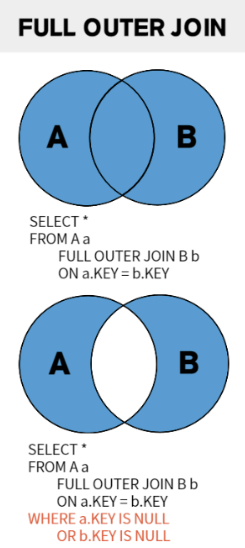 FULL OUTER JOIN
A B
SELECT *
FROM A a
FULL OUTER JOIN B b
ON a.KEY = b.KEY
A B
SELECT *
FROM A a
FULL OUTER JOIN B b
ON a.KEY = b.KEY
WHERE a.KEY IS NULL
OR b.KEY IS NULL